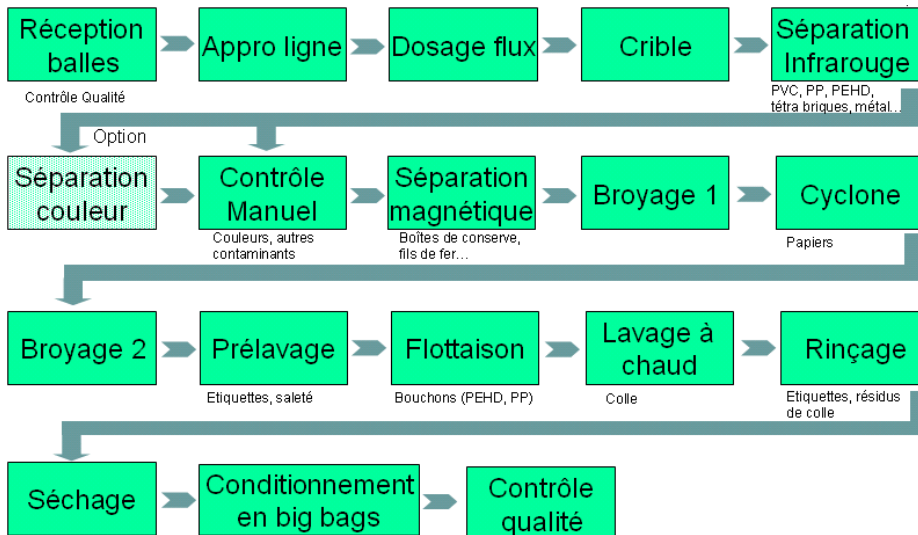 Réception
balles
Appro ligne
Dosage flux
Crible
Séparation
Infrarouge
Contrôle Qualité
PVC, PP, PEHD,
tétra briques, métal...
Option
Séparation
couleur
Contrôle
Manuel
Séparation
magnétique
Broyage 1
Cyclone
Couleurs, autres
contaminants
Boîtes de conserve,
fils de fer...
Papiers
Broyage 2
Prélavage
Flottaison
Lavage à
chaud
Rinçage
Etiquettes, saleté
Bouchons (PEHD, PP)
Colle
Etiquettes, résidus
de colle
Séchage
Conditionnement
en big bags
Contrôle
qualité